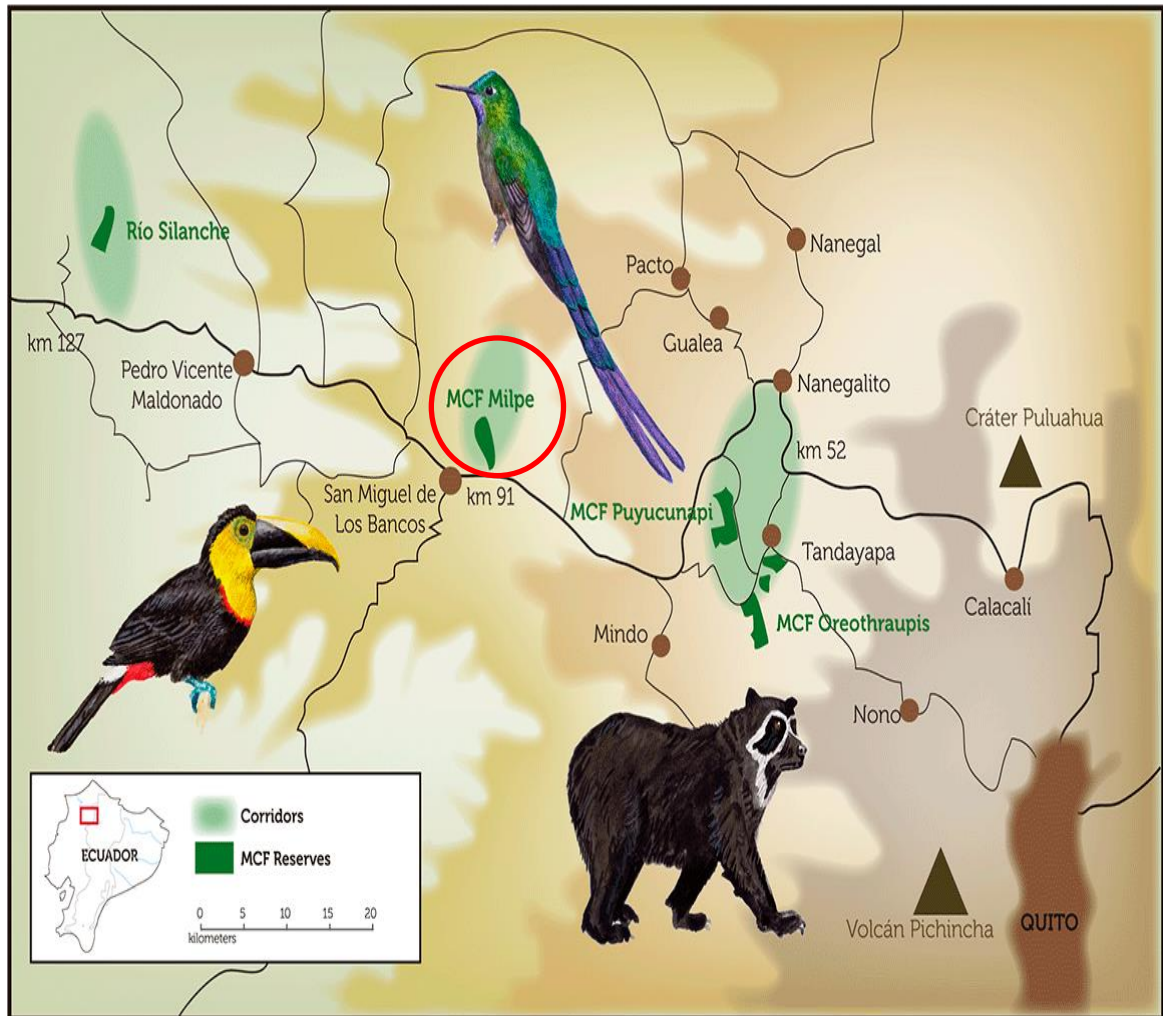 Río Silanche
Nanegal
Pacto
Gualea
km 127
Pedro Vicente
Maldonado
MCF Milpe
Nanegalito
Cráter Puluahua
km 52
San Miguel de
Los Bancos
km 91
MCF Puyucunapi
Tandayapa
Calacalí
MCF Oreothraupis
Mindo
Nono
Volcán Pichincha
QUITO
ECUADOR
Corridors
MCF Reserves
0 5 10 15 20
kilometers